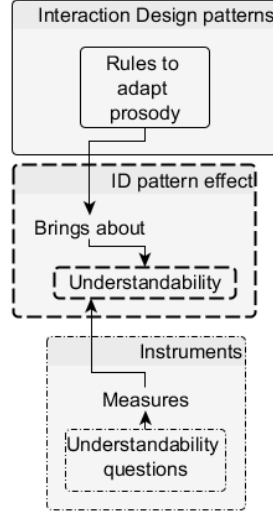 Interaction Design patterns
Rules to
adapt
prosody
ID pattern effect
Brings about
Understandability
Instruments
Measures
Understandability
questions